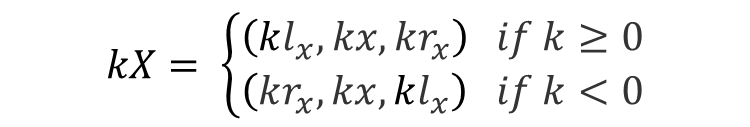 kX = { (kl_x, kx, kr_x) if k ≥ 0
(kr_x, kx, kl_x) if k < 0